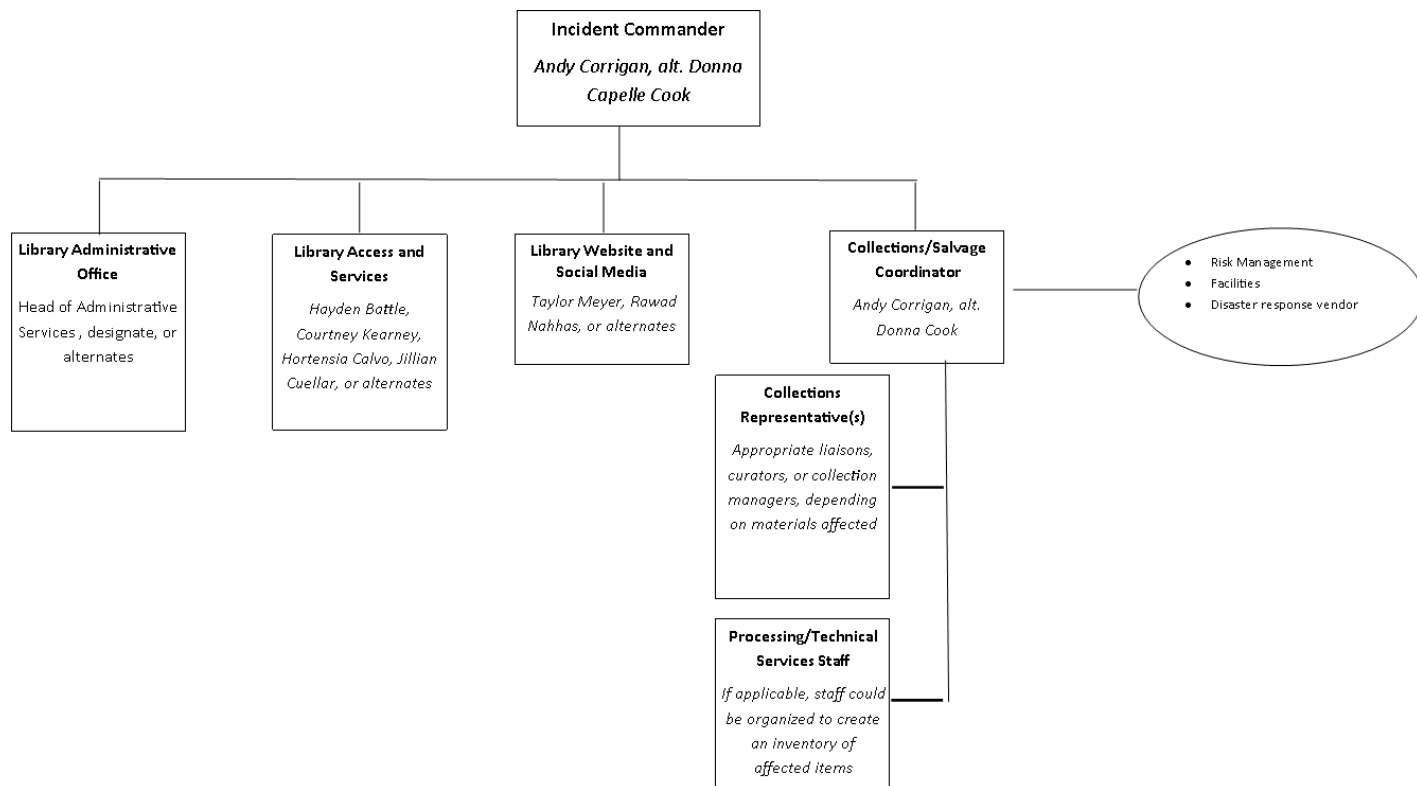 Incident Commander
Andy Corrigan, alt. Donna
Capelle Cook
Library Administrative
Office
Head of Administrative
Services , designate, or
alternates
Library Access and
Services
Hayden Battle,
Courtney Kearney,
Hortensia Calvo, Jillian
Cuellar, or alternates
Library Website and
Social Media
Taylor Meyer, Rawad
Nahhas, or alternates
Collections/Salvage
Coordinator
Andy Corrigan, alt.
Donna Cook
• Risk Management
• Facilities
• Disaster response vendor
Collections
Representative(s)
Appropriate liaisons,
curators, or collection
managers, depending
on materials affected
Processing/Technical
Services Staff
If applicable, staff could
be organized to create
an inventory of
affected items